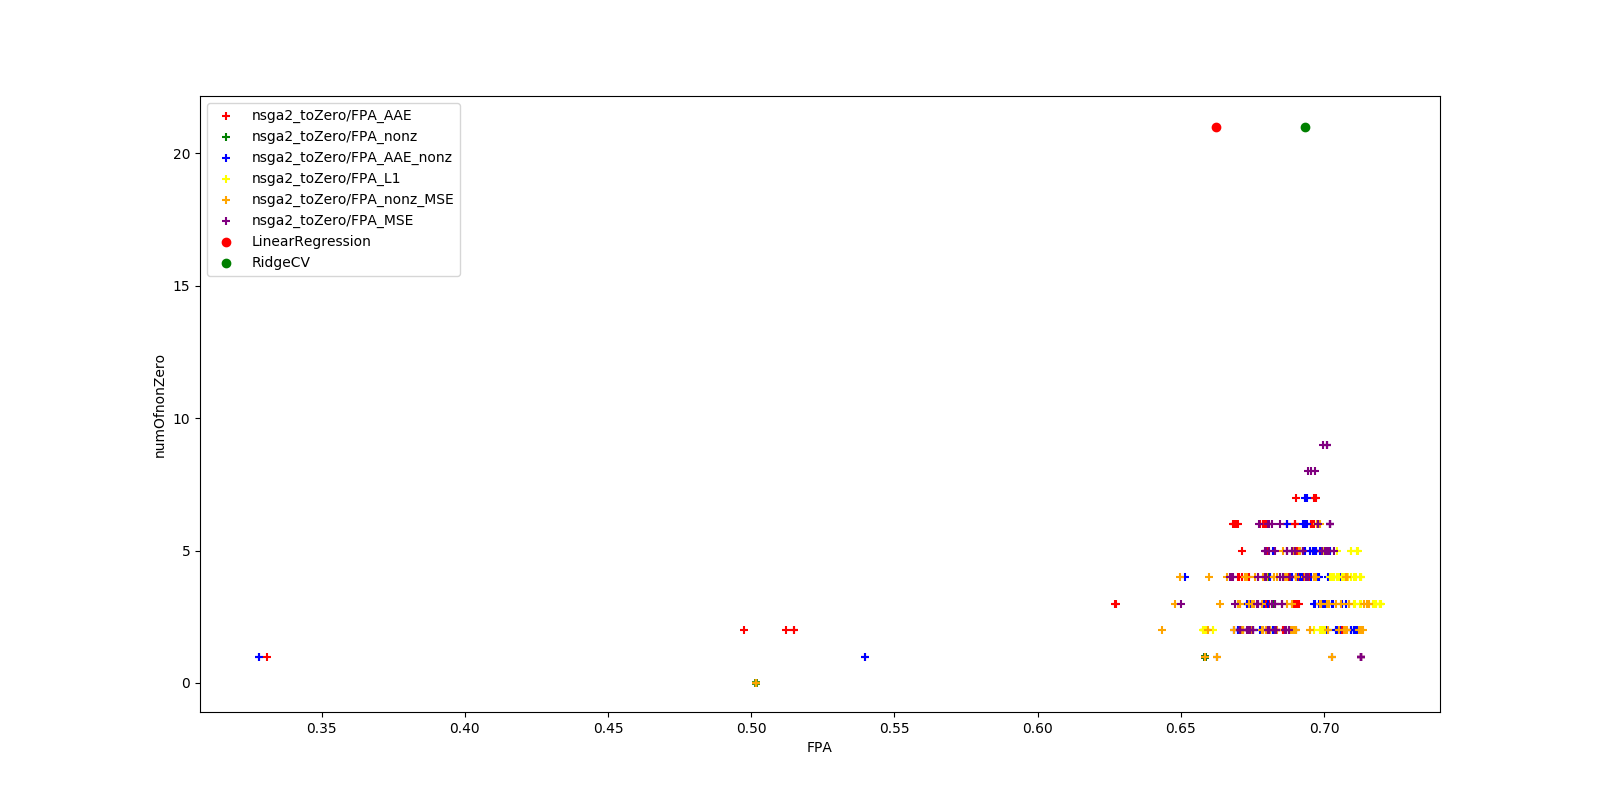 nsga2_toZero/FPA_AAE
nsga2_toZero/FPA_nonz
nsga2_toZero/FPA_AAE_nonz
nsga2_toZero/FPA_L1
nsga2_toZero/FPA_nonz_MSE
nsga2_toZero/FPA_MSE
LinearRegression
RidgeCV
20
15
10
5
0
numOfnonZero
0.35 0.40 0.45 0.50 0.55 0.60 0.65 0.70
FPA